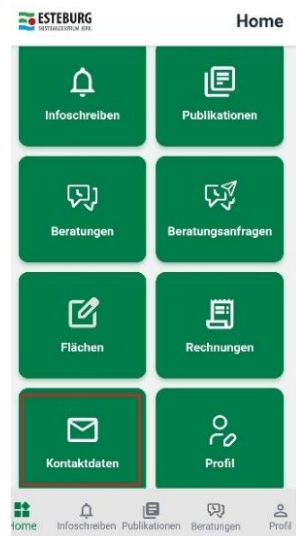 ESTEBURG
Home
Infoschreiben
Publikationen
Beratungen
Beratungsanfragen
Flächen
Rechnungen
Kontaktdaten
Profil
Home Infoschreiben Publikationen Beratungen Profil